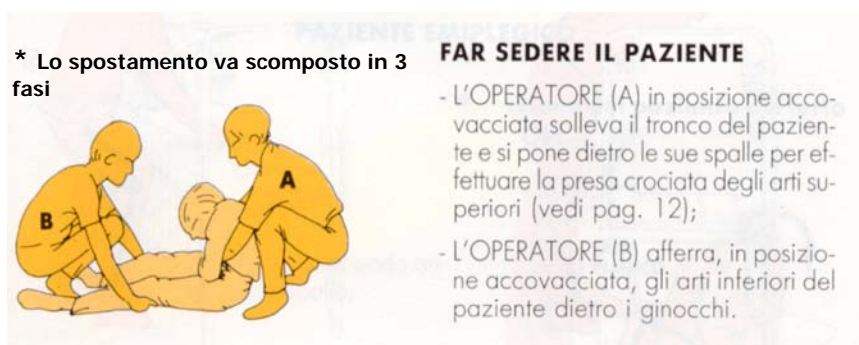 * Lo spostamento va scomposto in 3
fasi
B
A
FAR SEDERE IL PAZIENTE
- L'OPERATORE (A) in posizione acco-
vacciata solleva il tronco del pazien-
te e si pone dietro le sue spalle per ef-
fettuare la presa crociata degli arti su-
periori (vedi pag. 12);
- L'OPERATORE (B) afferra, in posizio-
ne accovacciata, gli arti inferiori del
paziente dietro i ginocchi.
PAZIENTE EMIPLEGICO